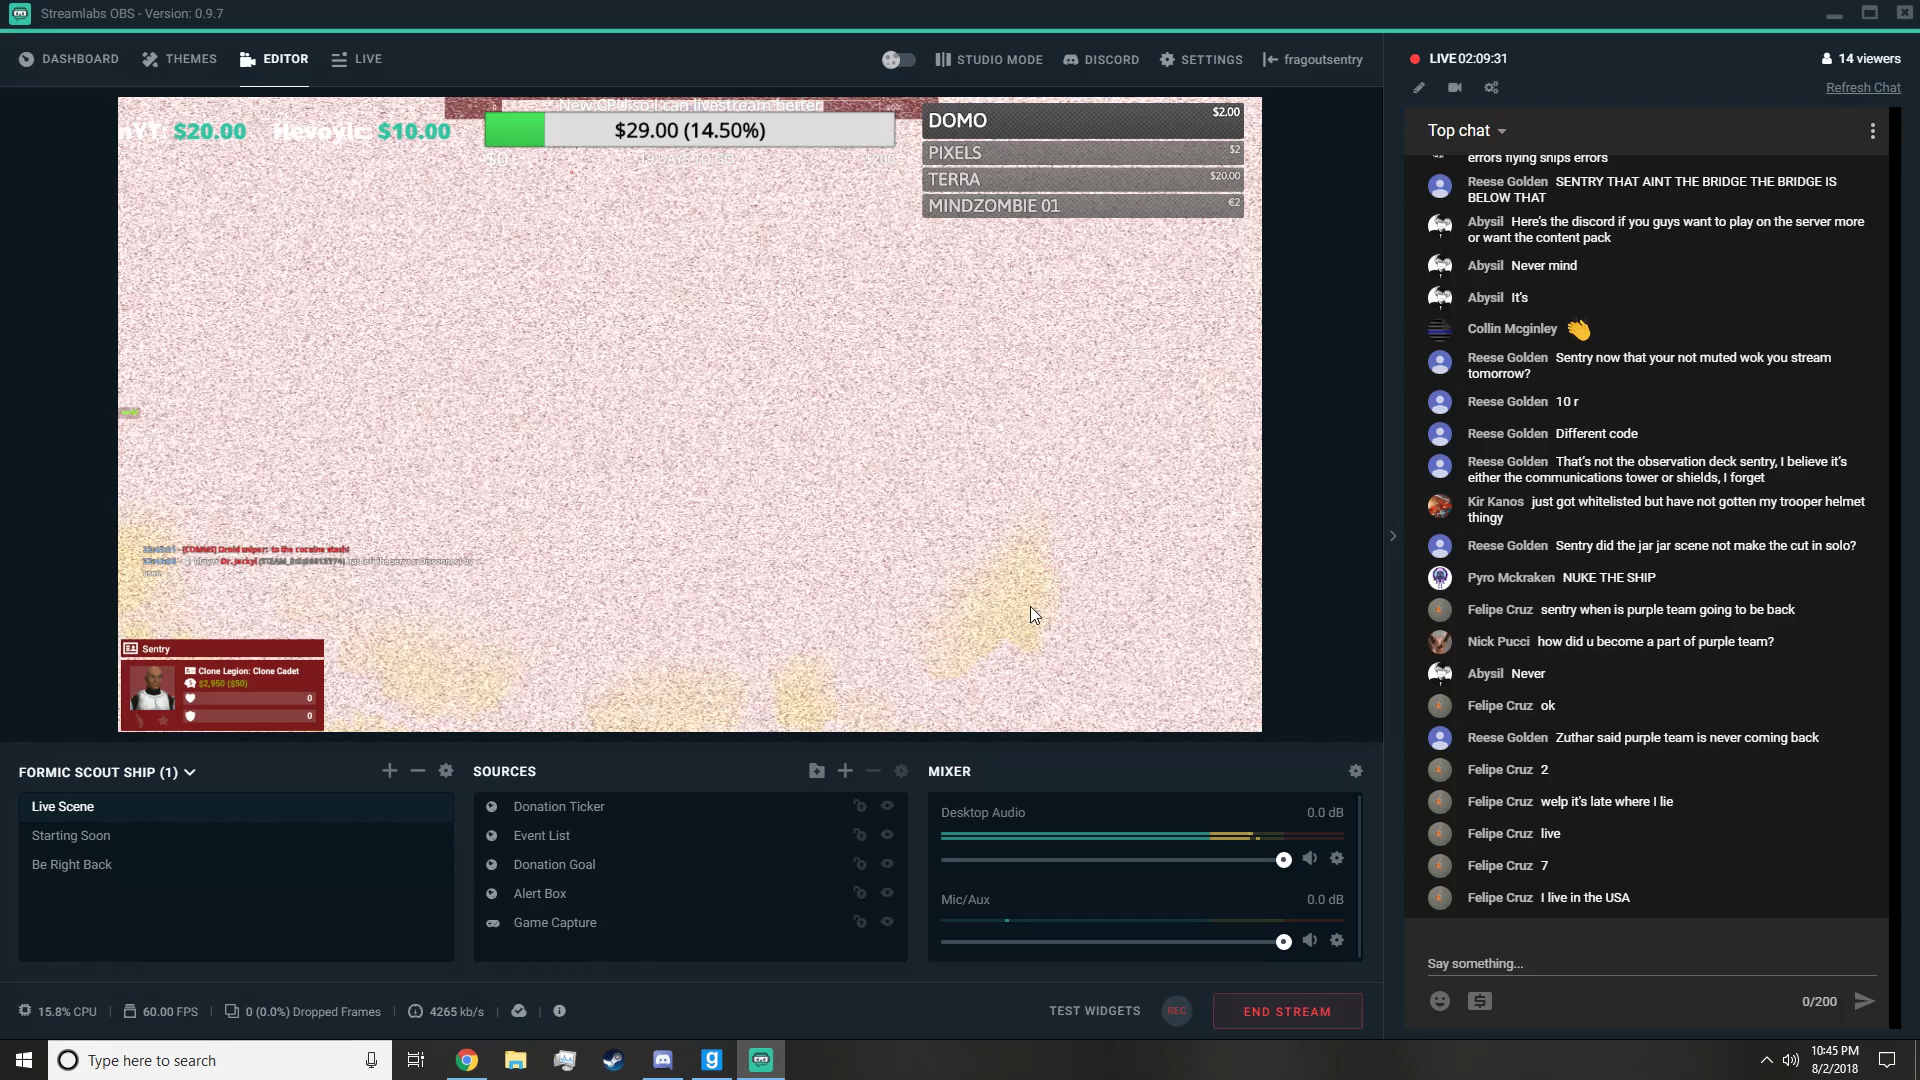 Streamlabs OBS - Version: 0.9.7
DASHBOARD
THEMES
EDITOR
LIVE
STUDIO MODE
DISCORD
SETTINGS
fragoutsentry
LIVE 02:09:31
14 viewers
Refresh Chat
New CPU so I can livestream better
nYT: $20.00
Hevoyic: $10.00
$29.00 (14.50%)
$0
19 DAYS TO GO
$200
DOMO
$2.00
PIXELS
$2
TERRA
$20.00
MINDZOMBIE 01
€2
[COMMS] Droid sniper: to the cocaine stash!
Sentry
Clone Legion: Clone Cadet
$2,950 ($50)
0
0
Top chat
errors flying ships errors
Reese Golden SENTRY THAT AINT THE BRIDGE THE BRIDGE IS
BELOW THAT
Abysil Here's the discord if you guys want to play on the server more
or want the content pack
Abysil Never mind
Abysil It's
Collin Mcginley
Reese Golden Sentry now that your not muted wok you stream
tomorrow?
Reese Golden 10 r
Reese Golden Different code
Reese Golden That's not the observation deck sentry, I believe it's
either the communications tower or shields, I forget
Kir Kanos just got whitelisted but have not gotten my trooper helmet
thingy
Reese Golden Sentry did the jar jar scene not make the cut in solo?
Pyro Mckraken NUKE THE SHIP
Felipe Cruz sentry when is purple team going to be back
Nick Pucci how did u become a part of purple team?
Abysil Never
Felipe Cruz ok
Reese Golden Zuthar said purple team is never coming back
Felipe Cruz 2
Felipe Cruz welp it's late where I lie
Felipe Cruz live
Felipe Cruz 7
Felipe Cruz I live in the USA
Say something...
0/200
FORMIC SCOUT SHIP (1)
Live Scene
Starting Soon
Be Right Back
SOURCES
Donation Ticker
Event List
Donation Goal
Alert Box
Game Capture
MIXER
Desktop Audio
0.0 dB
Mic/Aux
0.0 dB
15.8% CPU
60.00 FPS
0 (0.0%) Dropped Frames
4265 kb/s
TEST WIDGETS
REC
END STREAM
Type here to search
10:45 PM
8/2/2018